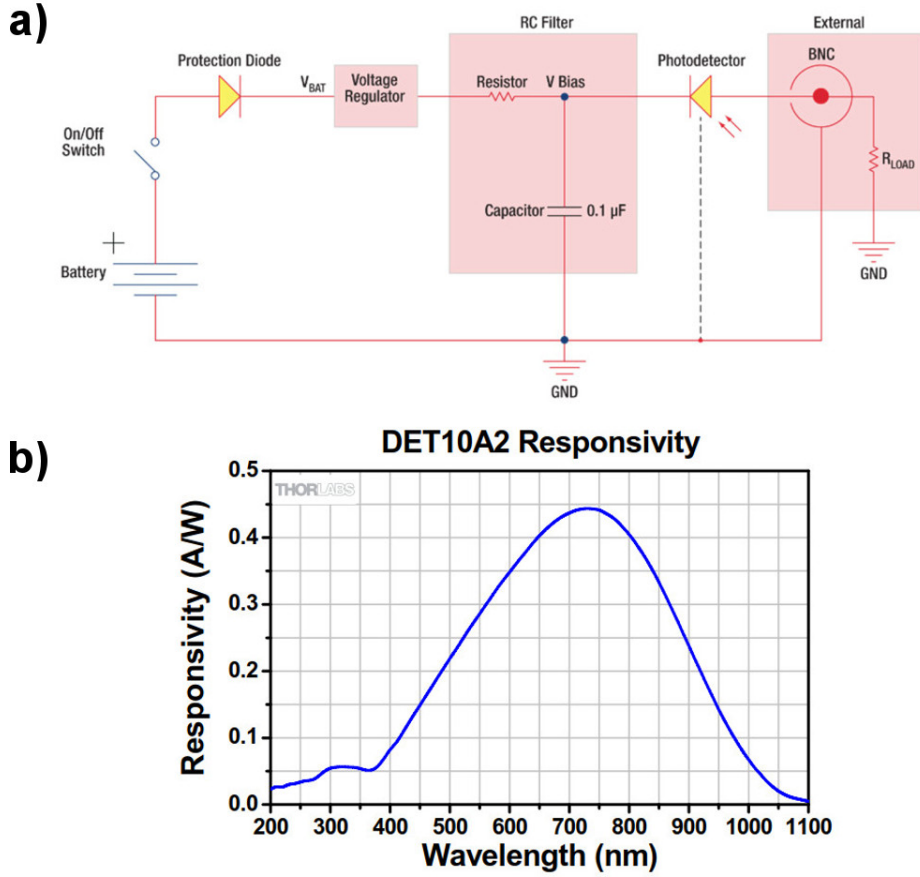 a)
RC Filter
External
Protection Diode
V_BAT
Voltage
Regulator
Resistor
V Bias
Photodetector
BNC
On/Off
Switch
R_LOAD
Capacitor
0.1 µF
+
Battery
GND
GND
b)
DET10A2 Responsivity
THORLABS
Responsivity (A/W)
0.5
0.4
0.3
0.2
0.1
0.0
200 300 400 500 600 700 800 900 1000 1100
Wavelength (nm)